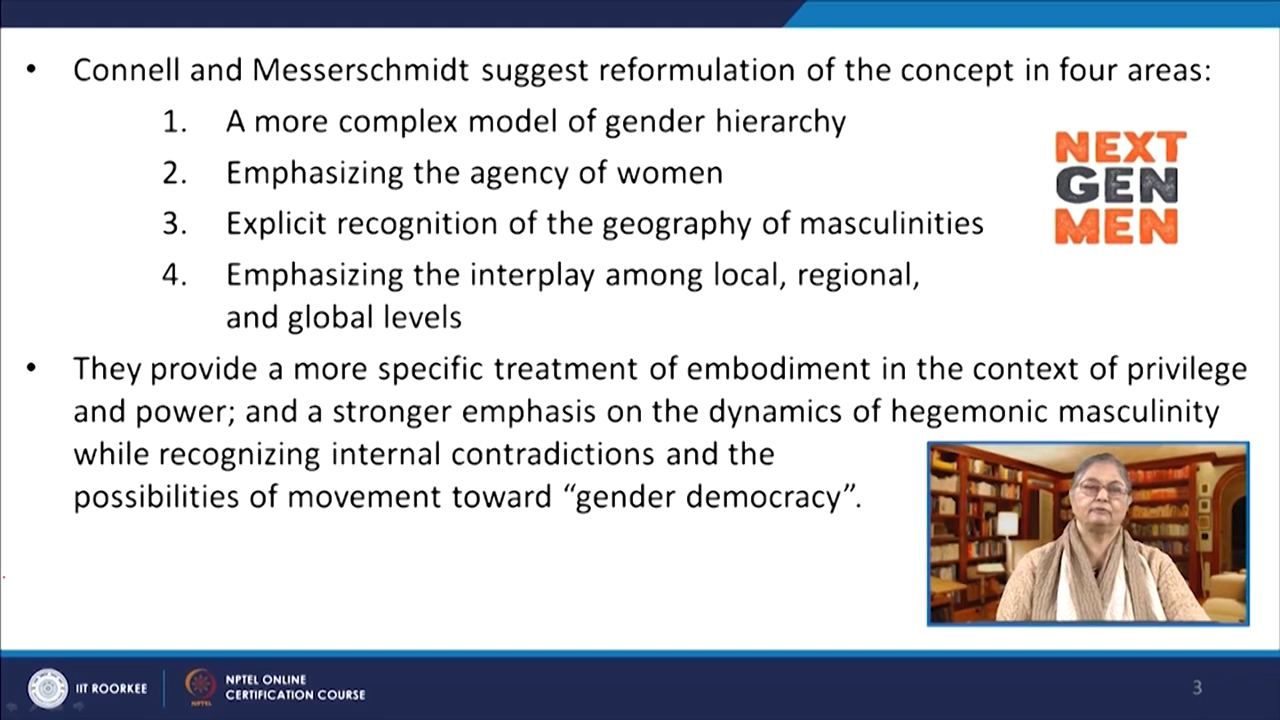 • Connell and Messerschmidt suggest reformulation of the concept in four areas:
1. A more complex model of gender hierarchy
2. Emphasizing the agency of women
3. Explicit recognition of the geography of masculinities
4. Emphasizing the interplay among local, regional,
and global levels
NEXT
GEN
MEN
• They provide a more specific treatment of embodiment in the context of privilege
and power; and a stronger emphasis on the dynamics of hegemonic masculinity
while recognizing internal contradictions and the
possibilities of movement toward “gender democracy”.
IIT ROORKEE
NPTEL
NPTEL ONLINE
CERTIFICATION COURSE
3